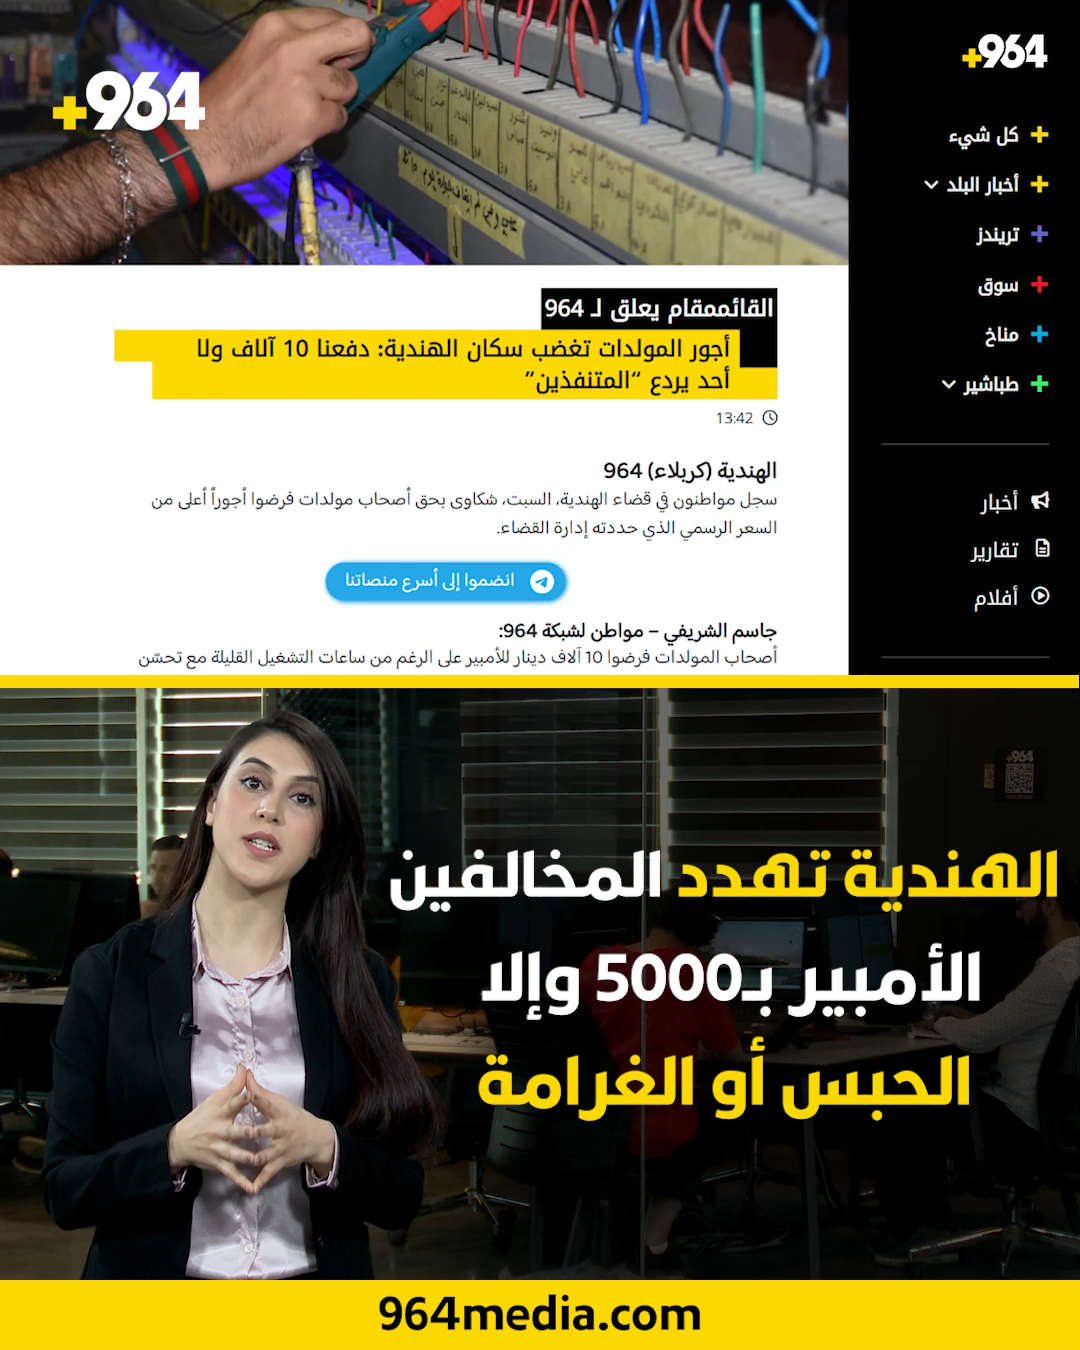 +964
+964
كل شيء
أخبار البلد
تريندز
سوق
مناخ
طباشير
أخبار
تقارير
أفلام
القائممقام يعلق لـ 964
أجور المولدات تغضب سكان الهندية: دفعنا 10 آلاف ولا
أحد يردع “المتنفذين”
13:42
الهندية (كربلاء) 964
سجل مواطنون في قضاء الهندية، السبت، شكاوى بحق أصحاب مولدات فرضوا أجوراً أعلى من
السعر الرسمي الذي حددته إدارة القضاء.
انضموا إلى أسرع منصاتنا
جاسم الشريفي – مواطن لشبكة 964:
أصحاب المولدات فرضوا 10 آلاف دينار للأمبير على الرغم من ساعات التشغيل القليلة مع تحسّن
+964
الهندية تهدد المخالفين
الأمبير بـ5000 وإلا
الحبس أو الغرامة
964media.com